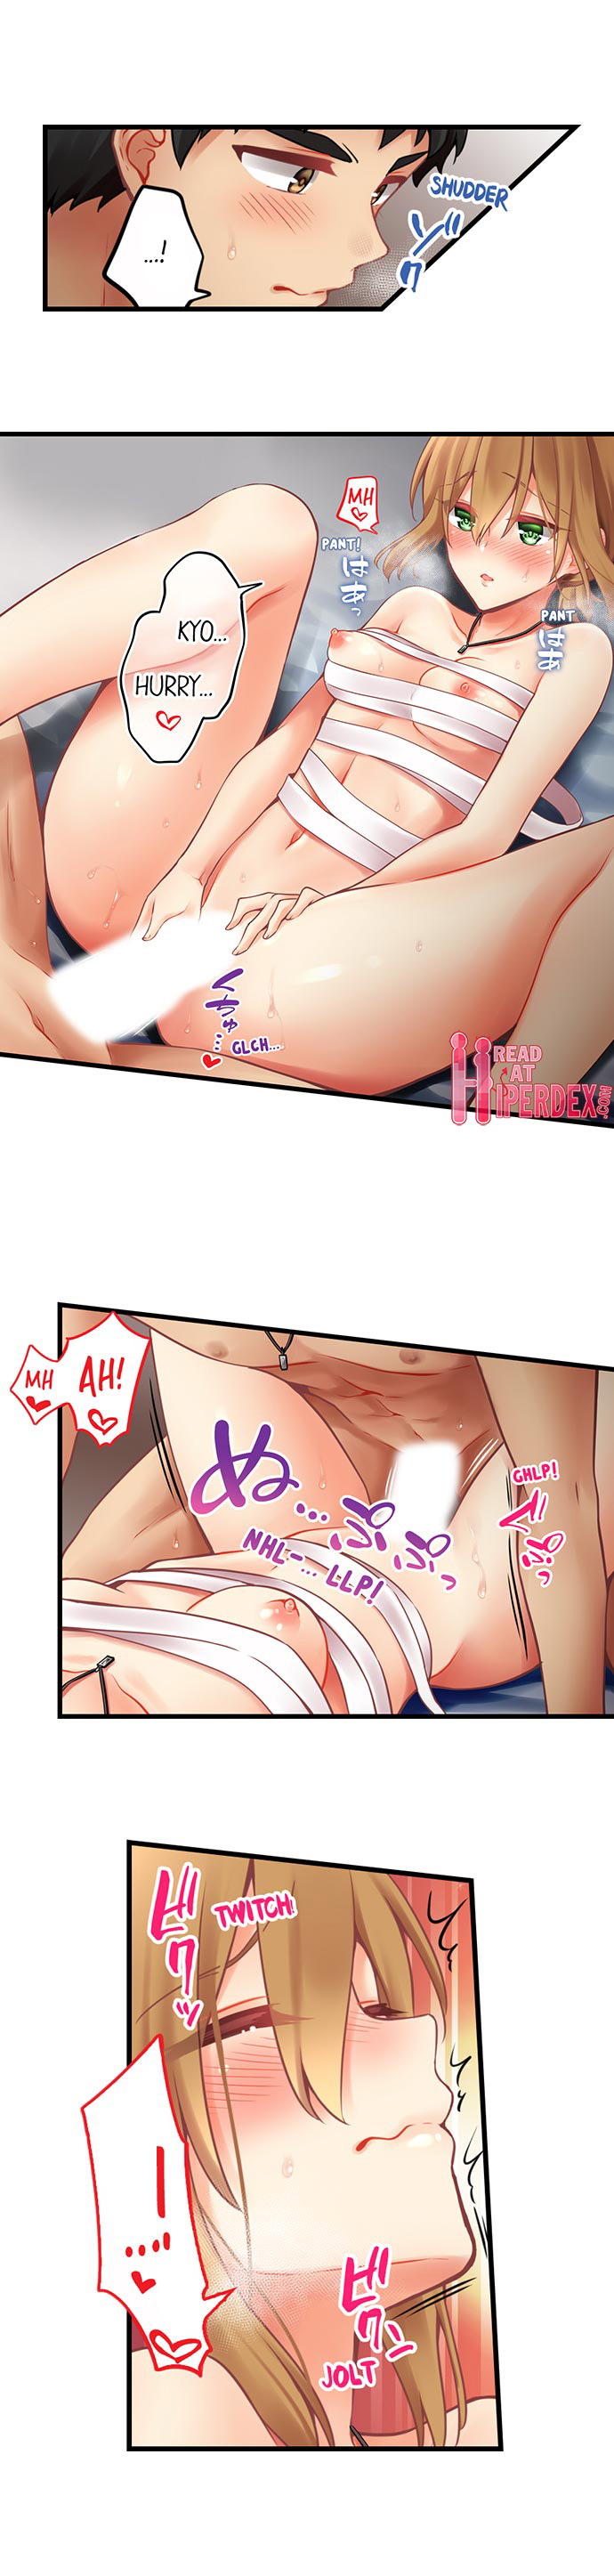 ...!
SHUDDER
ゾク
MH
PANT!
はあっ
KYO...
HURRY...
PANT
はあ
くちゅ...
GLCH...
READ
AT
HIPERDEX.COM
MH
AH!
ぬ...ぷぷっ
NHL-... LLP!
GHLP!
ビクッ
TWITCH!
ビクン
JOLT